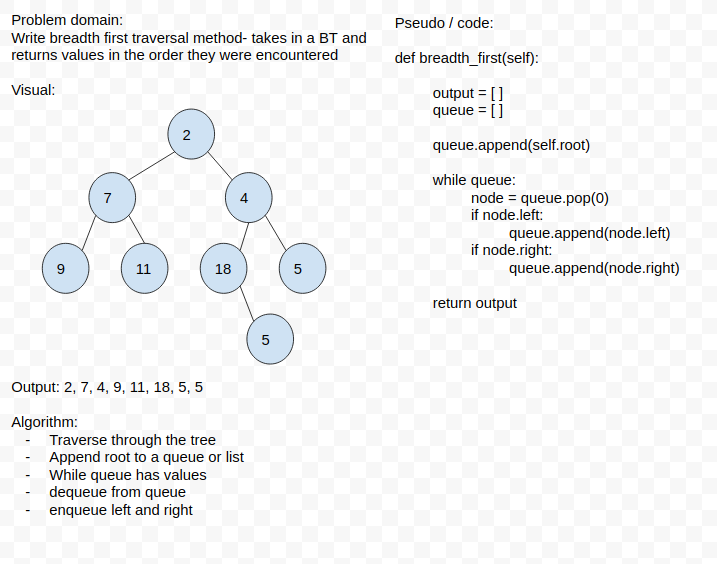 Problem domain:
Write breadth first traversal method- takes in a BT and
returns values in the order they were encountered
Visual:
2
7
4
9
11
18
5
5
Output: 2, 7, 4, 9, 11, 18, 5, 5
Algorithm:
- Traverse through the tree
- Append root to a queue or list
- While queue has values
- dequeue from queue
- enqueue left and right
Pseudo / code:
def breadth_first(self):
output = [ ]
queue = [ ]
queue.append(self.root)
while queue:
node = queue.pop(0)
if node.left:
queue.append(node.left)
if node.right:
queue.append(node.right)
return output